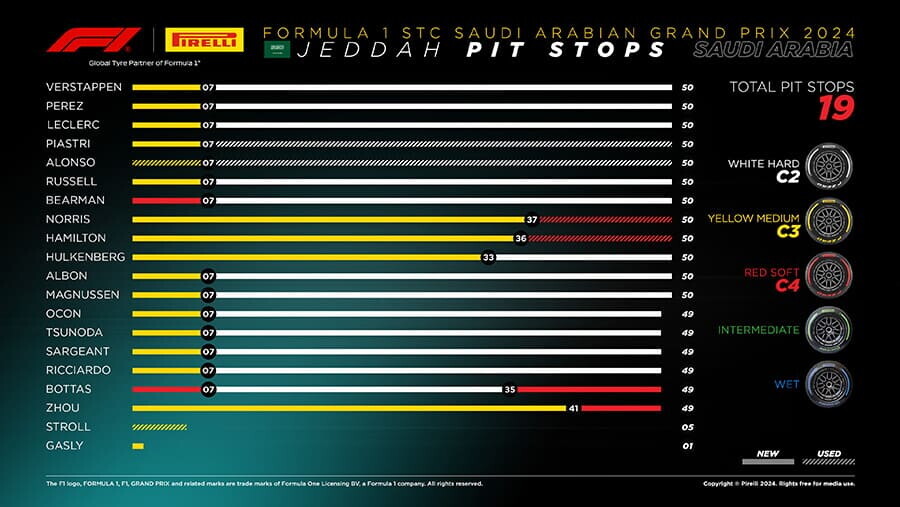 FORMULA 1 STC SAUDI ARABIAN GRAND PRIX 2024
F1 PIRELLI JEDDAH PIT STOPS SAUDI ARABIA
Global Tyre Partner of Formula 1®
TOTAL PIT STOPS
19
VERSTAPPEN 07 50
PEREZ 07 50
LECLERC 07 50
PIASTRI 07 50
ALONSO 07 50
RUSSELL 07 50
BEARMAN 07 50
NORRIS 37 50
HAMILTON 36 50
HULKENBERG 33 50
ALBON 07 50
MAGNUSSEN 07 50
OCON 07 49
TSUNODA 07 49
SARGEANT 07 49
RICCIARDO 07 49
BOTTAS 07 35 49
ZHOU 41 49
STROLL 05
GASLY 01
WHITE HARD
C2
YELLOW MEDIUM
C3
RED SOFT
C4
INTERMEDIATE
WET
NEW USED
The F1 logo, FORMULA 1, F1, GRAND PRIX and related marks are trade marks of Formula One Licensing BV, a Formula 1 company. All rights reserved.
Copyright © Pirelli 2024. Rights free for media use.